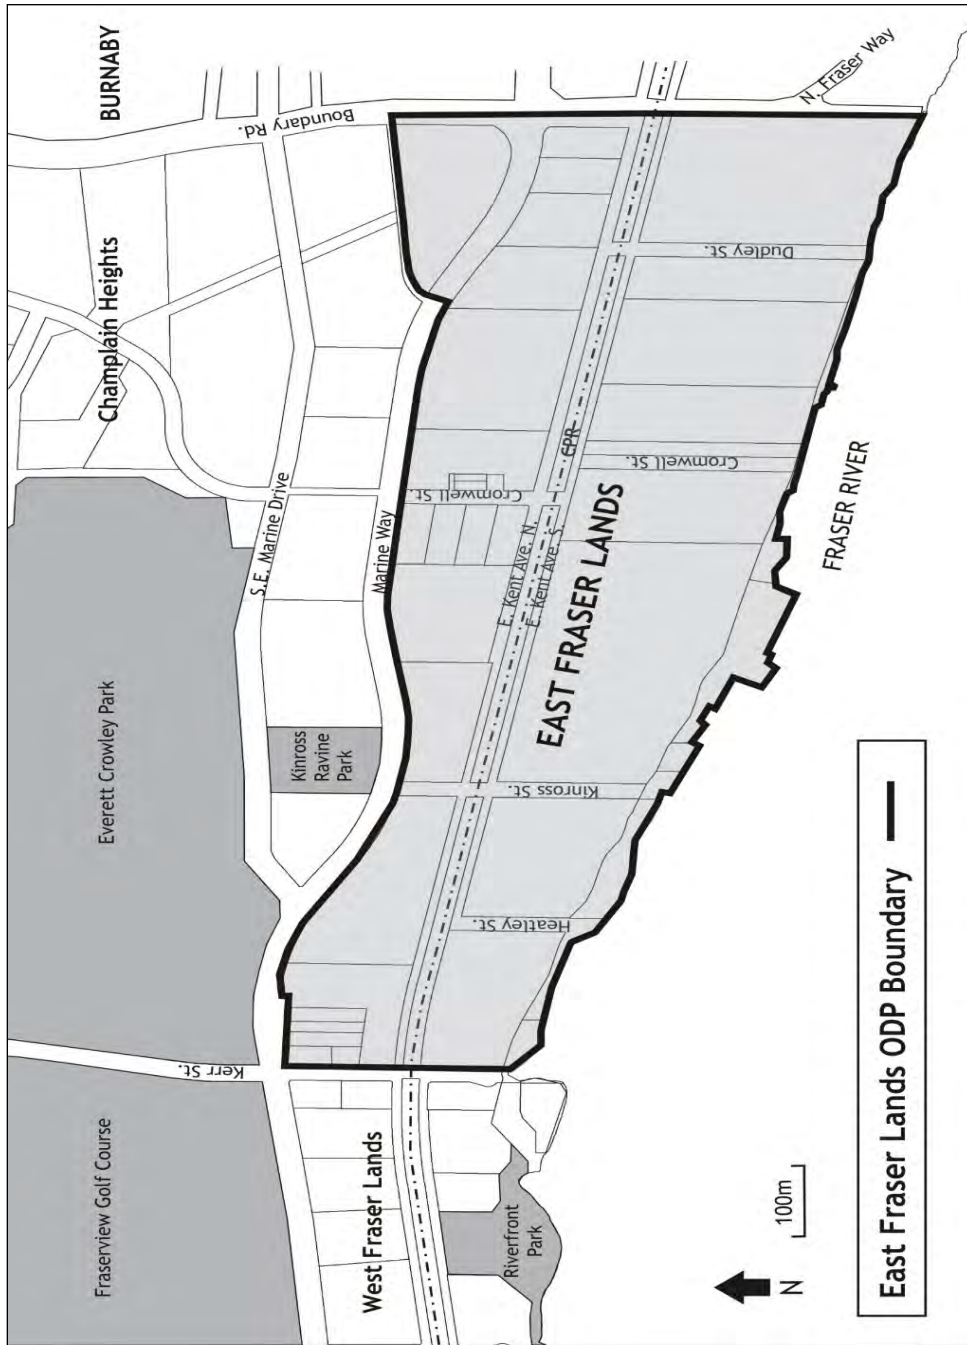 BURNABY
Champlain Heights
Boundary Rd.
N. Fraser Way
Everett Crowley Park
S.E. Marine Drive
Marine Way
Kinross
Ravine
Park
Fraserview Golf Course
Kerr St.
West Fraser Lands
Riverfront
Park
Cromwell St.
E. Kent Ave. N.
CPR
E. Kent Ave. S.
EAST FRASER LANDS
Dudley St.
Cromwell St.
Kinross St.
Heatley St.
FRASER RIVER
100m
N
East Fraser Lands ODP Boundary